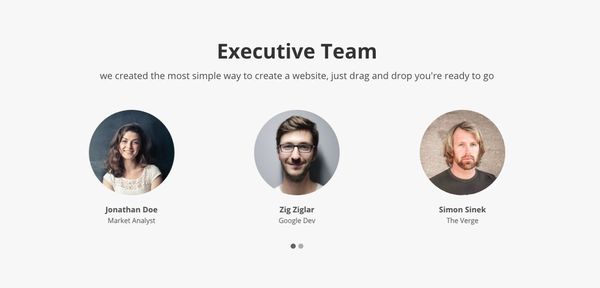 Executive Team
we created the most simple way to create a website, just drag and drop you're ready to go
Jonathan Doe
Market Analyst
Zig Ziglar
Google Dev
Simon Sinek
The Verge